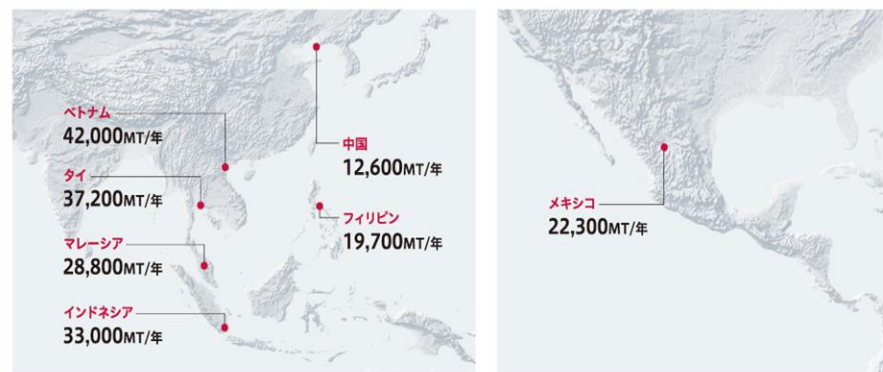 ベトナム
42,000MT/年
タイ
37,200MT/年
マレーシア
28,800MT/年
インドネシア
33,000MT/年
中国
12,600MT/年
フィリピン
19,700MT/年
メキシコ
22,300MT/年